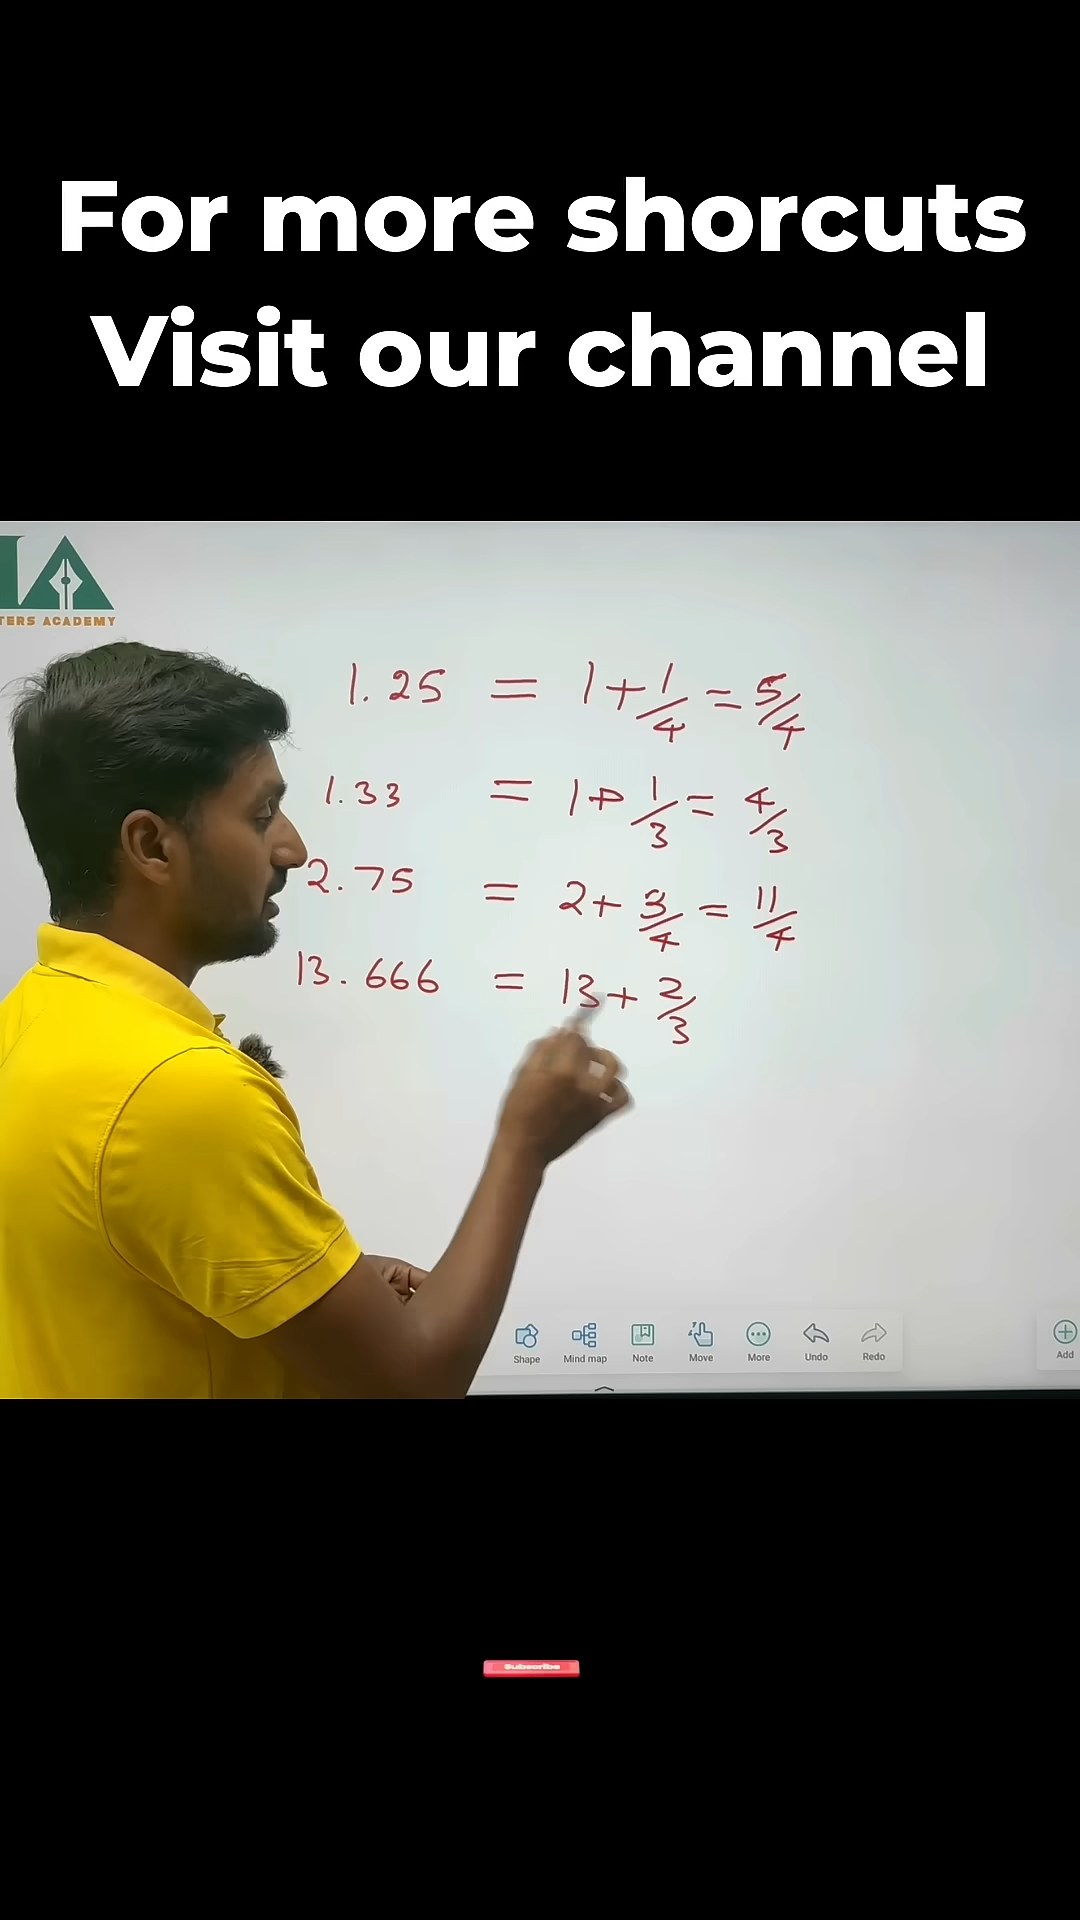 For more shorcuts
Visit our channel
TERS ACADEMY
1.25 = 1+1/4 = 5/4
1.33 = 1+1/3 = 4/3
2.75 = 2+3/4 = 11/4
13.666 = 13+2/3
Shape Mind map Note Move More Undo Redo Add
Subscribe